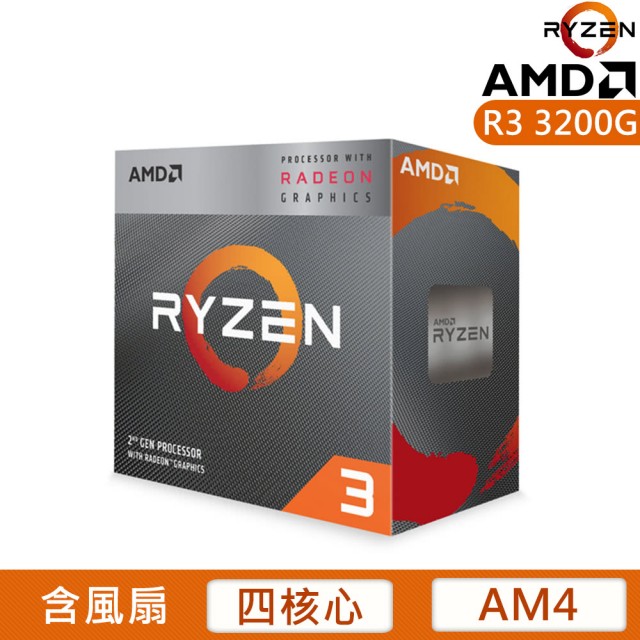 RYZEN
AMD
R3 3200G
AMD
PROCESSOR WITH
RADEON
GRAPHICS
RYZEN
2ND GEN PROCESSOR
WITH RADEON™ GRAPHICS
3
AMD
AMD
RYZEN
含風扇
四核心
AM4